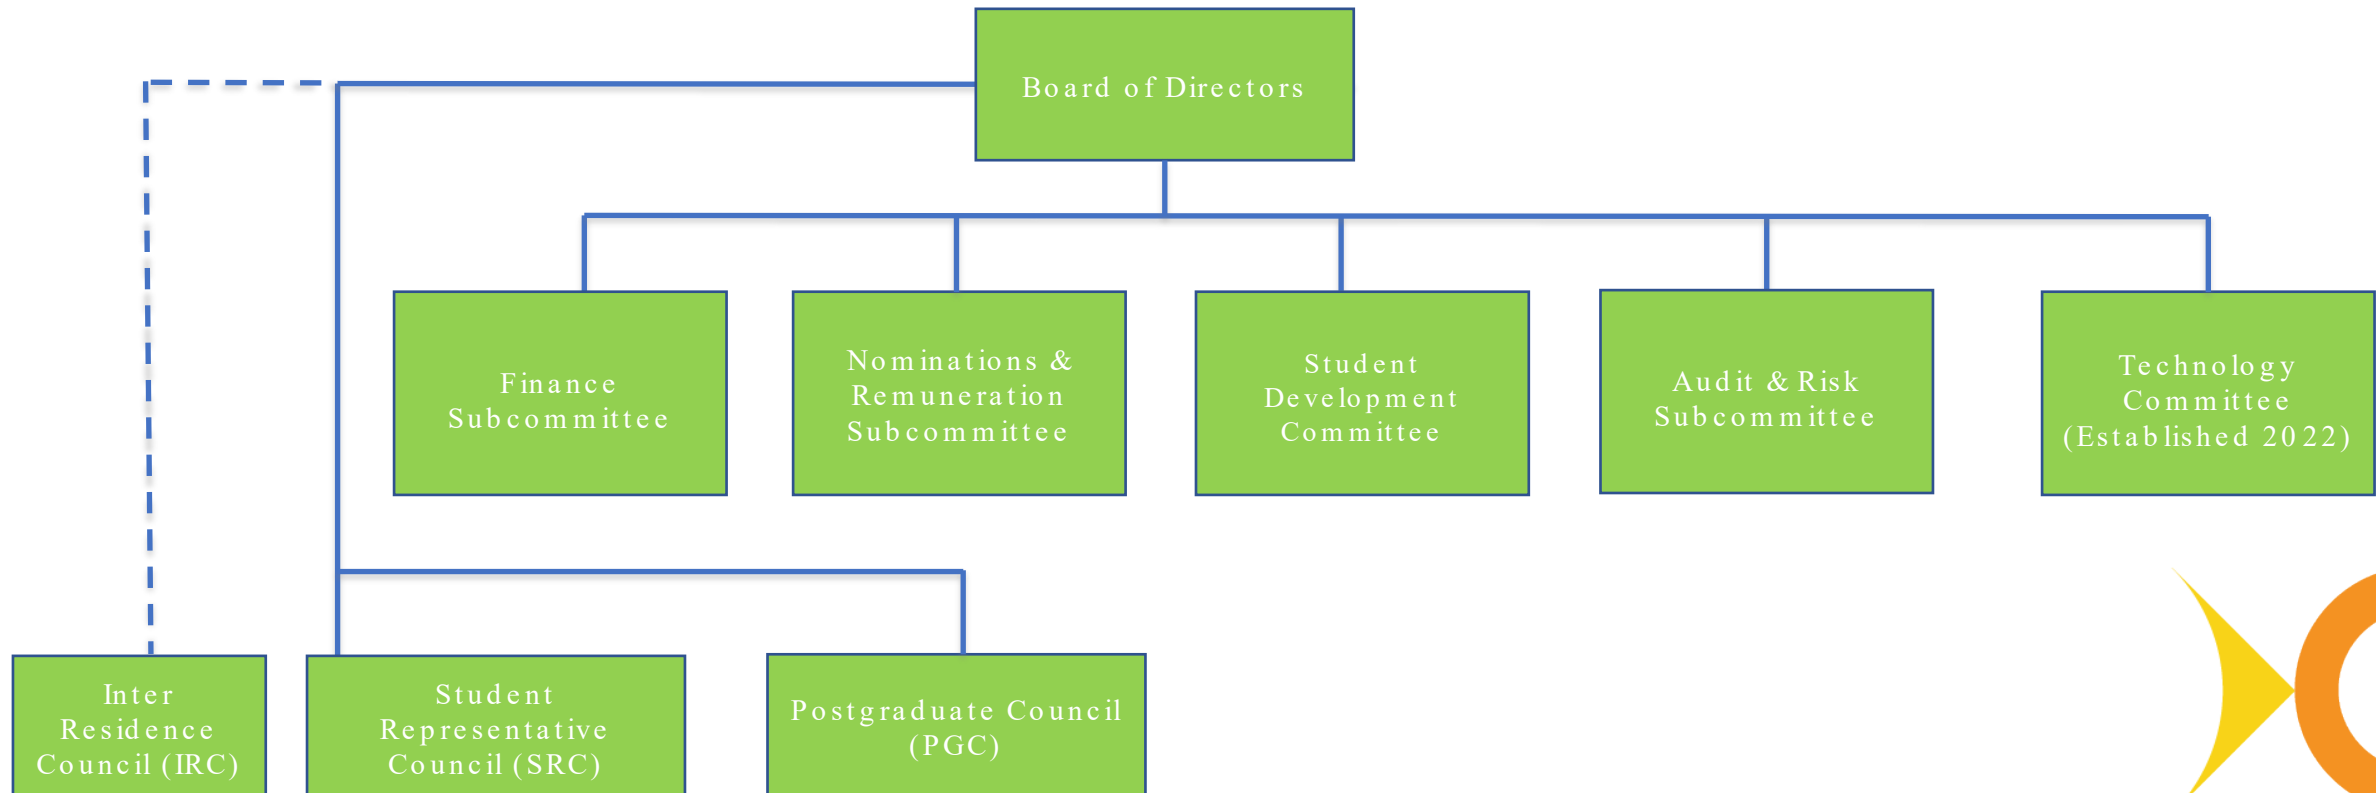 Board of Directors
Finance
Subcommittee
Nominations &
Remuneration
Subcommittee
Student
Development
Committee
Audit & Risk
Subcommittee
Technology
Committee
(Established 2022)
Inter
Residence
Council (IRC)
Student
Representative
Council (SRC)
Postgraduate Council
(PGC)